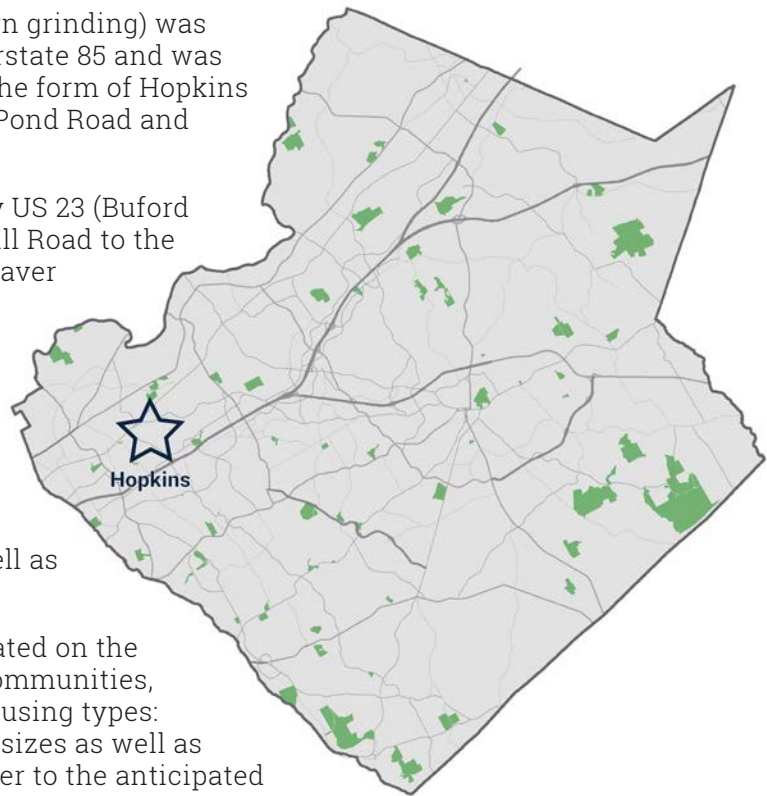 n grinding) was
rstate 85 and was
he form of Hopkins
Pond Road and
US 23 (Buford
ll Road to the
aver
ell as
ated on the
ommunities,
using types:
sizes as well as
er to the anticipated
Hopkins